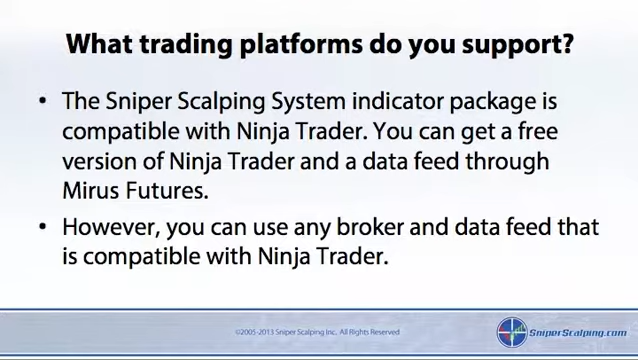 What trading platforms do you support?
• The Sniper Scalping System indicator package is
compatible with Ninja Trader. You can get a free
version of Ninja Trader and a data feed through
Mirus Futures.
• However, you can use any broker and data feed that
is compatible with Ninja Trader.
©2005-2013 Sniper Scalping Inc. All Rights Reserved
SniperScalping.com